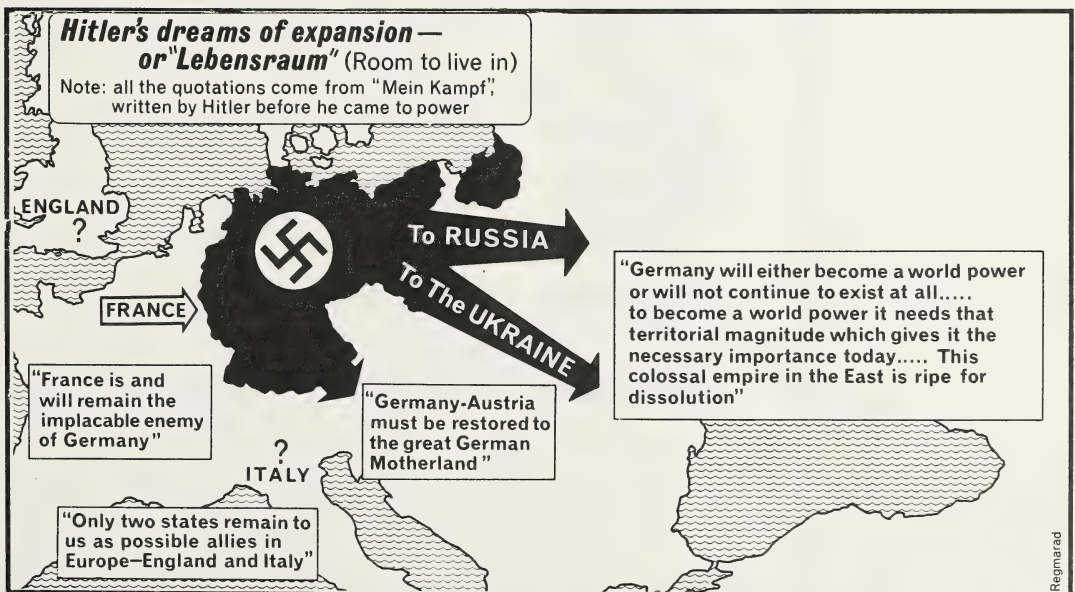 Hitler's dreams of expansion —
or "Lebensraum" (Room to live in)
Note: all the quotations come from "Mein Kampf",
written by Hitler before he came to power
ENGLAND
?
FRANCE
To RUSSIA
To The UKRAINE
"Germany will either become a world power
or will not continue to exist at all.....
to become a world power it needs that
territorial magnitude which gives it the
necessary importance today..... This
colossal empire in the East is ripe for
dissolution"
"France is and
will remain the
implacable enemy
of Germany"
"Germany-Austria
must be restored to
the great German
Motherland"
?
ITALY
"Only two states remain to
us as possible allies in
Europe–England and Italy"
Regmarad